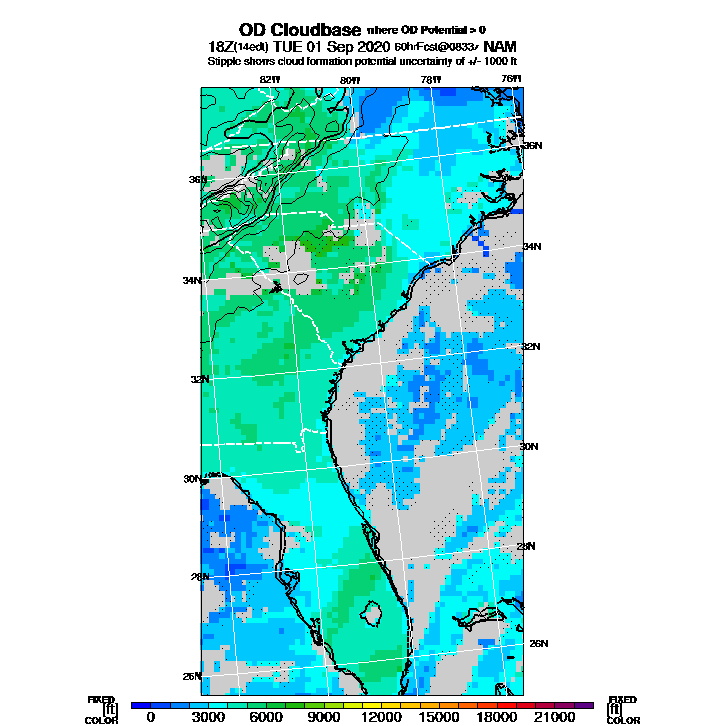 OD Cloudbase where OD Potential > 0
18Z(14edt) TUE 01 Sep 2020 60hrFcst@0833z NAM
Stipple shows cloud formation potential uncertainty of +/- 1000 ft
82W 80W 78W 76W
36N
36N
34N
34N
32N
32N
30N
30N
28N
28N
26N
26N
FIXED FIXED
[ft] [ft]
COLOR 0 3000 6000 9000 12000 15000 18000 21000 COLOR